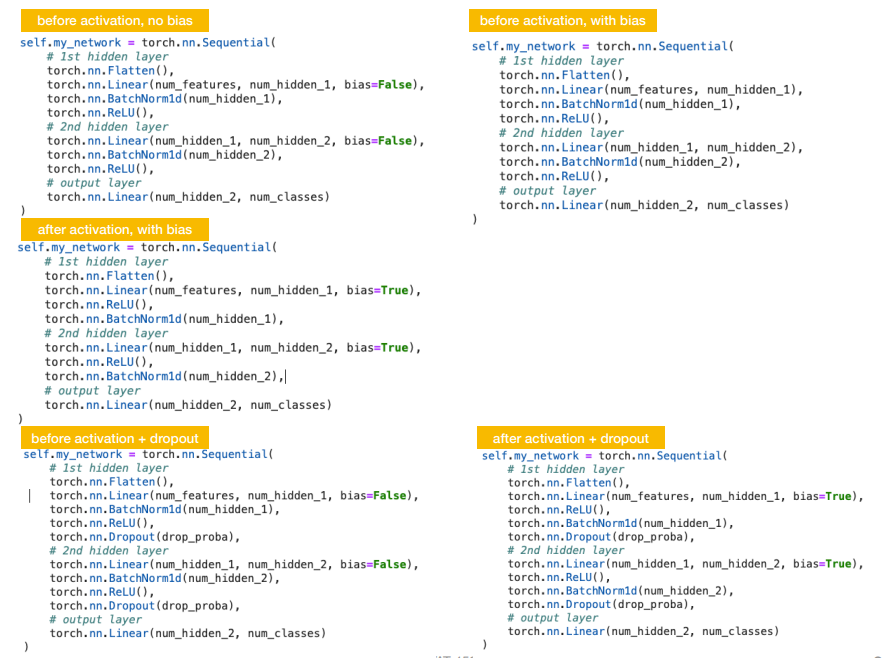 before activation, no bias
self.my_network = torch.nn.Sequential(
    # 1st hidden layer
    torch.nn.Flatten(),
    torch.nn.Linear(num_features, num_hidden_1, bias=False),
    torch.nn.BatchNorm1d(num_hidden_1),
    torch.nn.ReLU(),
    # 2nd hidden layer
    torch.nn.Linear(num_hidden_1, num_hidden_2, bias=False),
    torch.nn.BatchNorm1d(num_hidden_2),
    torch.nn.ReLU(),
    # output layer
    torch.nn.Linear(num_hidden_2, num_classes)
)
before activation, with bias
self.my_network = torch.nn.Sequential(
    # 1st hidden layer
    torch.nn.Flatten(),
    torch.nn.Linear(num_features, num_hidden_1),
    torch.nn.BatchNorm1d(num_hidden_1),
    torch.nn.ReLU(),
    # 2nd hidden layer
    torch.nn.Linear(num_hidden_1, num_hidden_2),
    torch.nn.BatchNorm1d(num_hidden_2),
    torch.nn.ReLU(),
    # output layer
    torch.nn.Linear(num_hidden_2, num_classes)
)
after activation, with bias
self.my_network = torch.nn.Sequential(
    # 1st hidden layer
    torch.nn.Flatten(),
    torch.nn.Linear(num_features, num_hidden_1, bias=True),
    torch.nn.ReLU(),
    torch.nn.BatchNorm1d(num_hidden_1),
    # 2nd hidden layer
    torch.nn.Linear(num_hidden_1, num_hidden_2, bias=True),
    torch.nn.ReLU(),
    torch.nn.BatchNorm1d(num_hidden_2),
    # output layer
    torch.nn.Linear(num_hidden_2, num_classes)
)
before activation + dropout
self.my_network = torch.nn.Sequential(
    # 1st hidden layer
    torch.nn.Flatten(),
    torch.nn.Linear(num_features, num_hidden_1, bias=False),
    torch.nn.BatchNorm1d(num_hidden_1),
    torch.nn.ReLU(),
    torch.nn.Dropout(drop_proba),
    # 2nd hidden layer
    torch.nn.Linear(num_hidden_1, num_hidden_2, bias=False),
    torch.nn.BatchNorm1d(num_hidden_2),
    torch.nn.ReLU(),
    torch.nn.Dropout(drop_proba),
    # output layer
    torch.nn.Linear(num_hidden_2, num_classes)
)
after activation + dropout
self.my_network = torch.nn.Sequential(
    # 1st hidden layer
    torch.nn.Flatten(),
    torch.nn.Linear(num_features, num_hidden_1, bias=True),
    torch.nn.ReLU(),
    torch.nn.BatchNorm1d(num_hidden_1),
    torch.nn.Dropout(drop_proba),
    # 2nd hidden layer
    torch.nn.Linear(num_hidden_1, num_hidden_2, bias=True),
    torch.nn.ReLU(),
    torch.nn.BatchNorm1d(num_hidden_2),
    torch.nn.Dropout(drop_proba),
    # output layer
    torch.nn.Linear(num_hidden_2, num_classes)
)